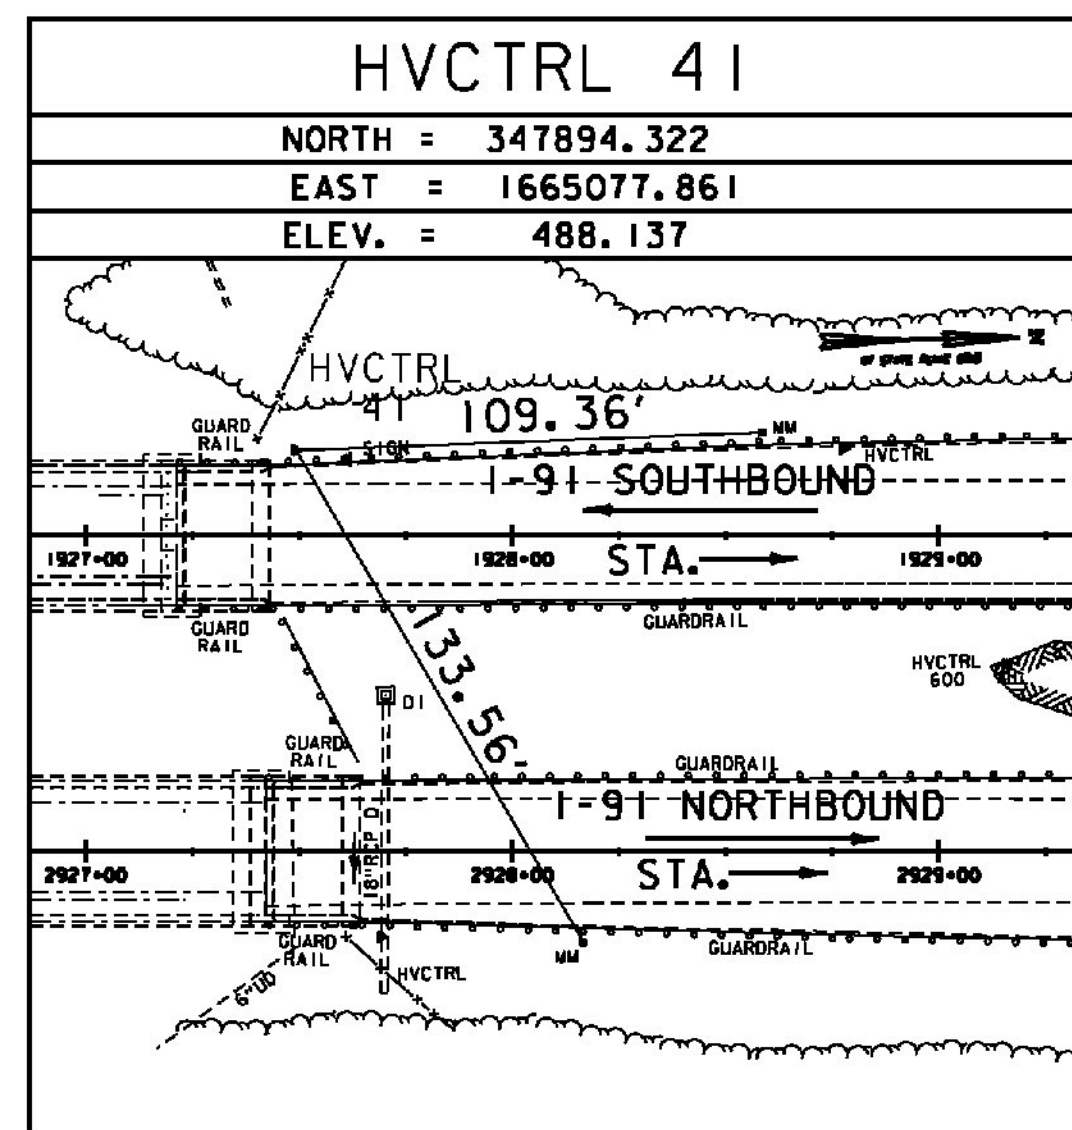 HVCTRL 41
NORTH = 347894.322
EAST = 1665077.861
ELEV. = 488.137
N
HVCTRL
41
109.36'
MM
GUARD
RAIL
SIGN
HVCTRL
I-91 SOUTHBOUND
1927+00
1928+00
STA.
1929+00
GUARD
RAIL
GUARDRAIL
133.56'
HVCTRL
600
DI
GUARD
RAIL
GUARDRAIL
I-91 NORTHBOUND
18"RCP D
2927+00
2928+00
STA.
2929+00
GUARD
RAIL
MM
GUARDRAIL
HVCTRL
6"UD